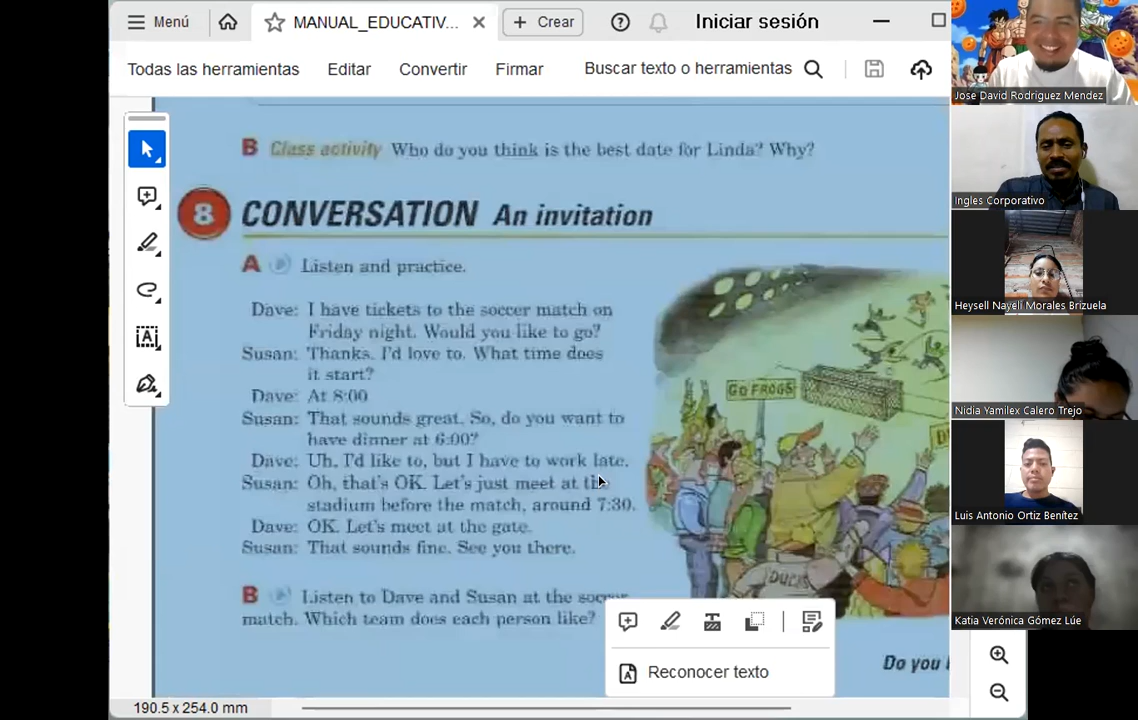 Menú
MANUAL_EDUCATIV...
Crear
Iniciar sesión
Todas las herramientas
Editar
Convertir
Firmar
Buscar texto o herramientas
B Class activity Who do you think is the best date for Linda? Why?
8 CONVERSATION An invitation
A Listen and practice.
Dave: I have tickets to the soccer match on
Friday night. Would you like to go?
Susan: Thanks. I'd love to. What time does
it start?
Dave: At 8:00
Susan: That sounds great. So, do you want to
have dinner at 6:00?
Dave: Uh, I'd like to, but I have to work late.
Susan: Oh, that's OK. Let's just meet at the
stadium before the match, around 7:30.
Dave: OK. Let's meet at the gate.
Susan: That sounds fine. See you there.
B Listen to Dave and Susan at the soccer
match. Which team does each person like?
GO FROGS
DUCKS
Do you
Reconocer texto
190.5 x 254.0 mm
Jose David Rodriguez Mendez
Ingles Corporativo
Heysell Nayeli Morales Brizuela
Nidia Yamilex Calero Trejo
Luis Antonio Ortiz Benítez
Katia Verónica Gómez Lúe